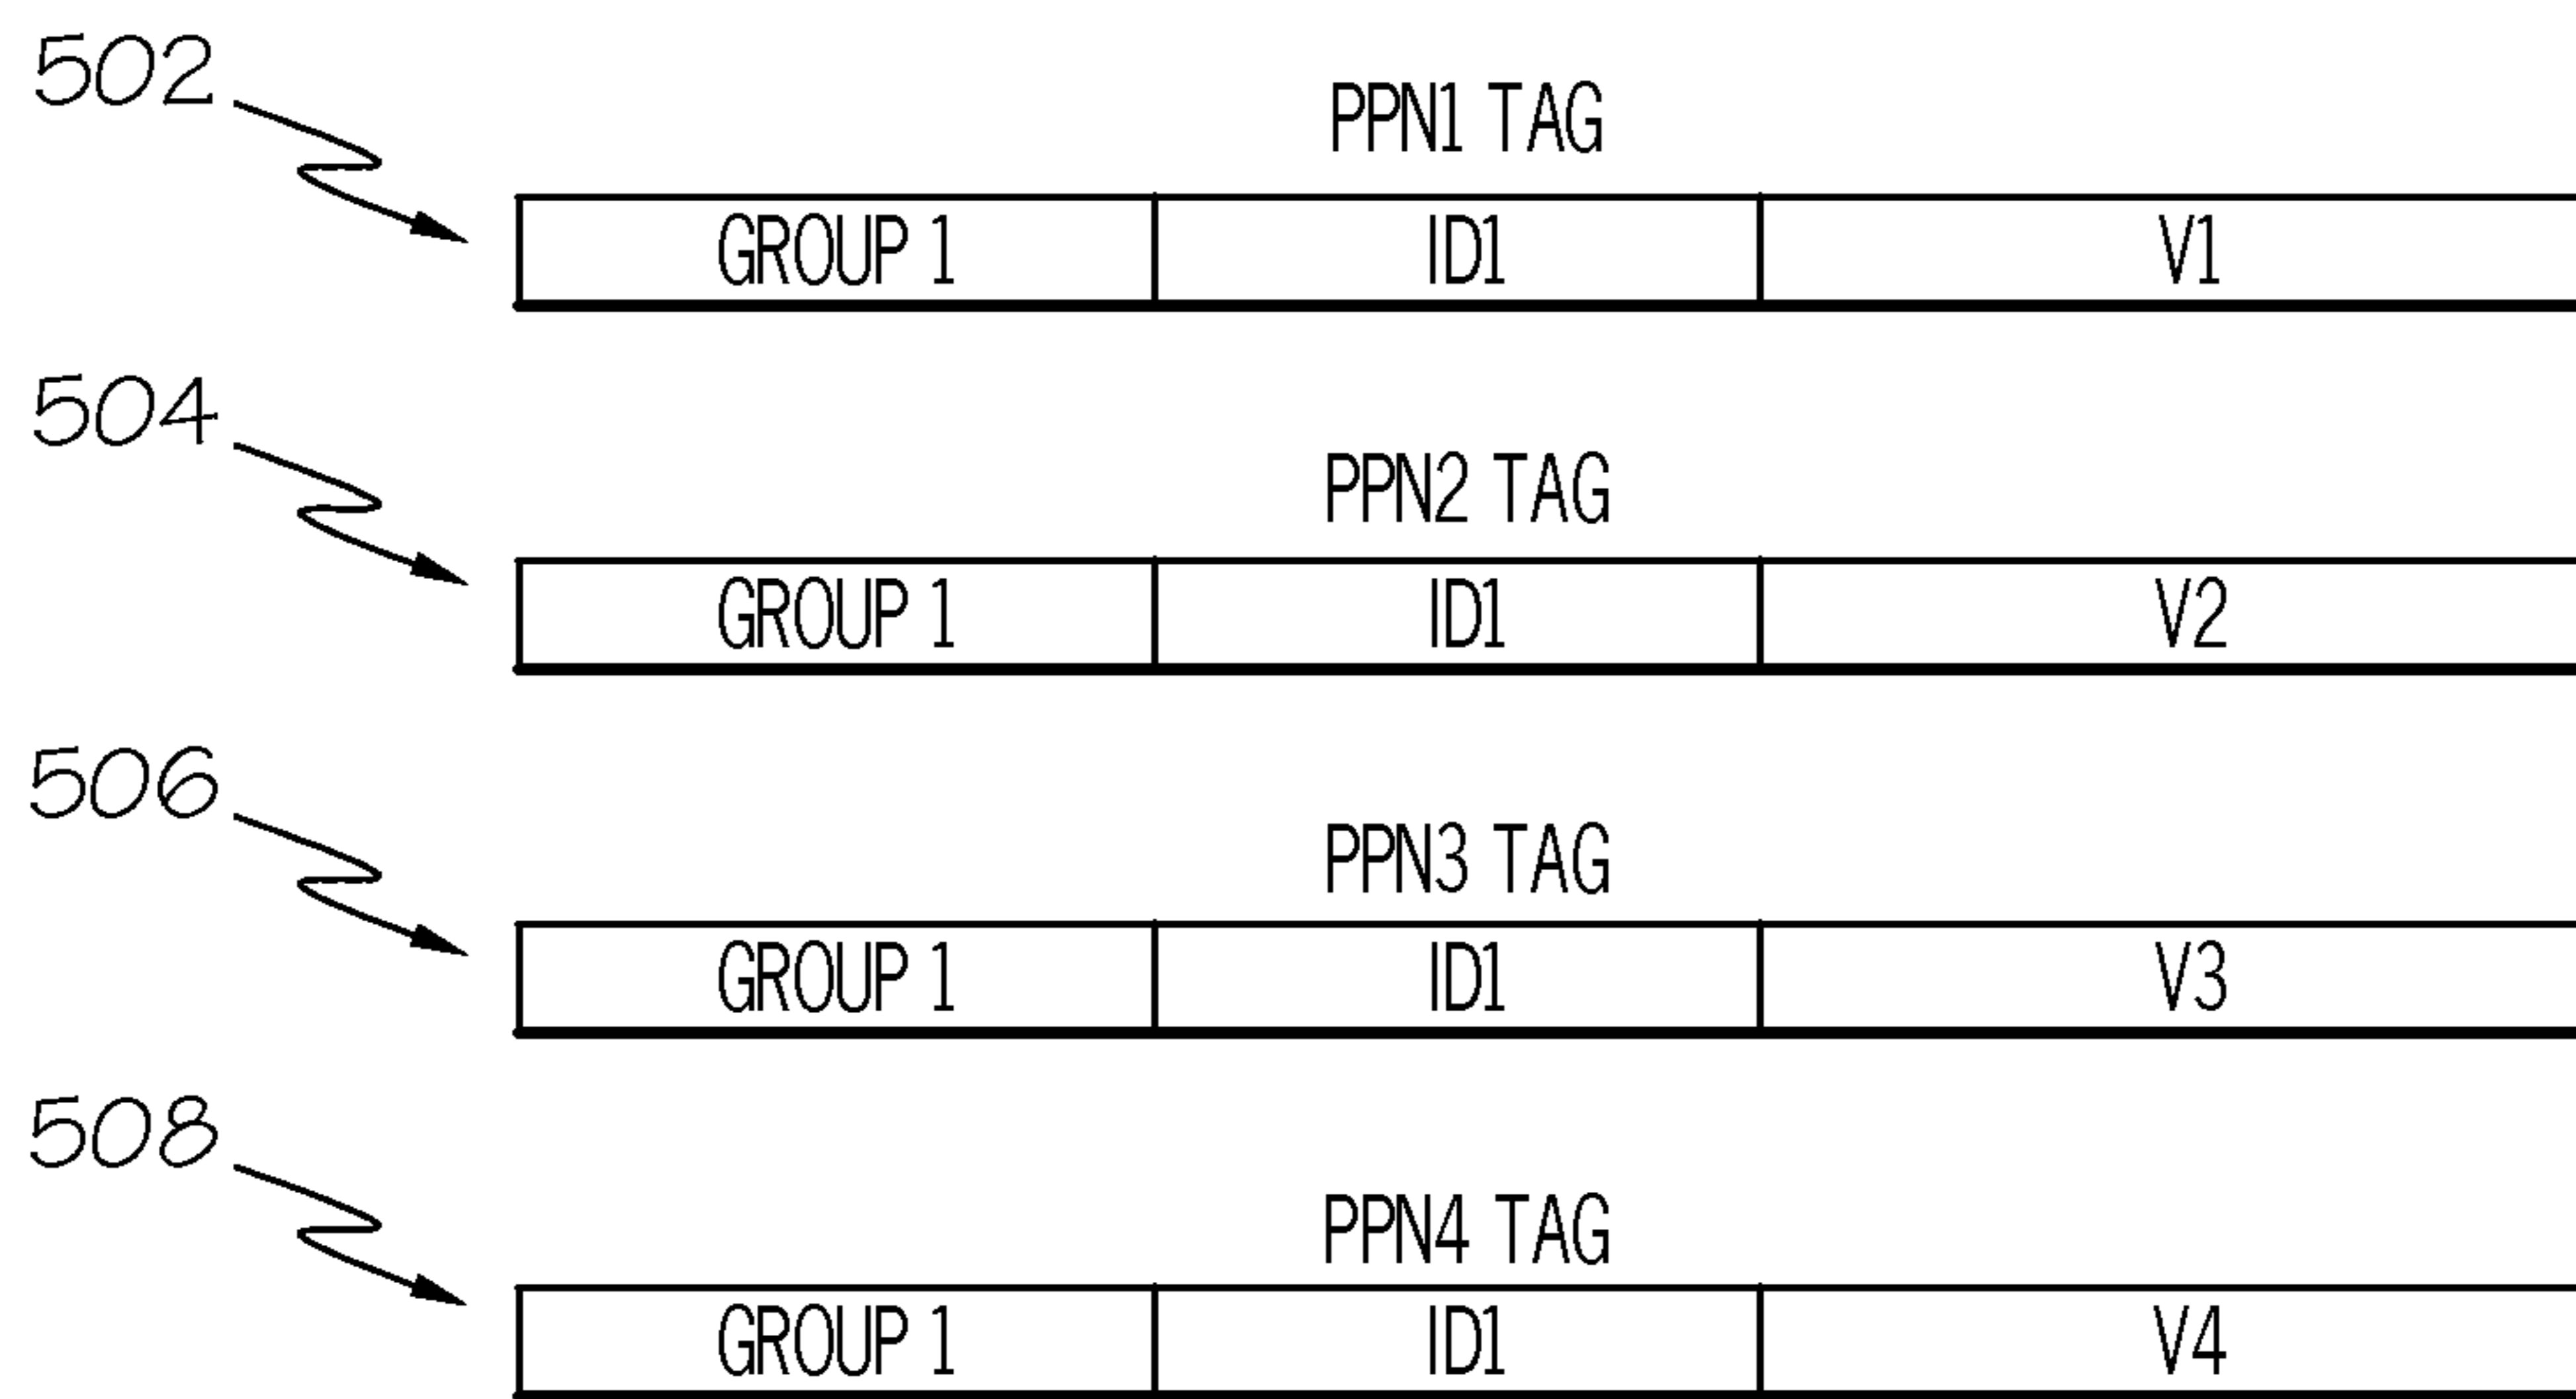 502
PPN1 TAG
GROUP 1 ID1 V1
504
PPN2 TAG
GROUP 1 ID1 V2
506
PPN3 TAG
GROUP 1 ID1 V3
508
PPN4 TAG
GROUP 1 ID1 V4